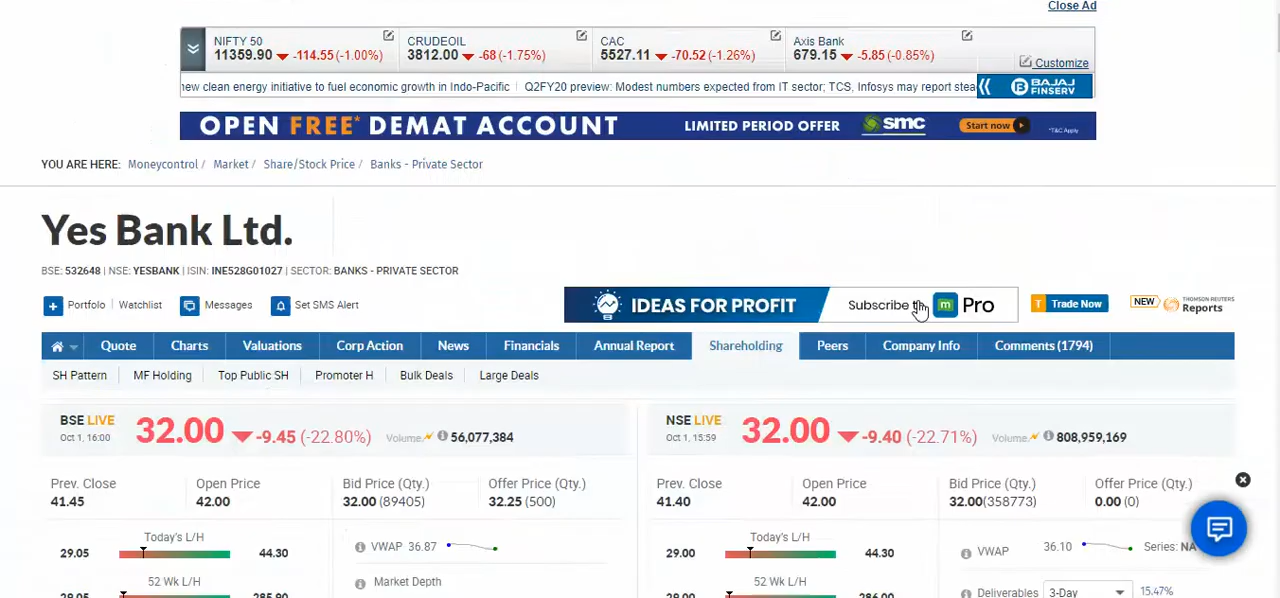 Close Ad
NIFTY 50
11359.90 -114.55 (-1.00%)
CRUDEOIL
3812.00 -68 (-1.75%)
CAC
5527.11 -70.52 (-1.26%)
Axis Bank
679.15 -5.85 (-0.85%)
Customize
new clean energy initiative to fuel economic growth in Indo-Pacific | Q2FY20 preview: Modest numbers expected from IT sector; TCS, Infosys may report
BAJAJ
FINSERV
OPEN FREE* DEMAT ACCOUNT LIMITED PERIOD OFFER smc Start now *T&C Apply
YOU ARE HERE: Moneycontrol / Market / Share/Stock Price / Banks - Private Sector
Yes Bank Ltd.
BSE: 532648 | NSE: YESBANK | ISIN: INE528G01027 | SECTOR: BANKS - PRIVATE SECTOR
Portfolo | Watchlist Messages Set SMS Alert
IDEAS FOR PROFIT Subscribe m Pro
T Trade Now
NEW THOMSON REUTERS
Reports
Quote Charts Valuations Corp Action News Financials Annual Report Shareholding Peers Company Info Comments (1794)
SH Pattern | MF Holding | Top Public SH | Promoter H | Bulk Deals | Large Deals
BSE LIVE
Oct 1, 16:00
32.00 -9.45 (-22.80%) Volume 56,077,384
NSE LIVE
Oct 1, 15:59
32.00 -9.40 (-22.71%) Volume 808,959,169
Prev. Close
41.45
Open Price
42.00
Bid Price (Qty.)
32.00 (89405)
Offer Price (Qty.)
32.25 (500)
Prev. Close
41.40
Open Price
42.00
Bid Price (Qty.)
32.00(358773)
Offer Price (Qty.)
0.00 (0)
Today's L/H
29.05 44.30
VWAP 36.87
Today's L/H
29.00 44.30
VWAP 36.10 Series: NA
52 Wk L/H
29.05 285.90
Market Depth
52 Wk L/H
29.00 286.00
Deliverables 3-Day 15.47%